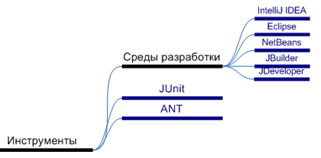 IntelliJ IDEA
Eclipse
NetBeans
JBuilder
JDeveloper
Среды разработки
JUnit
ANT
Инструменты